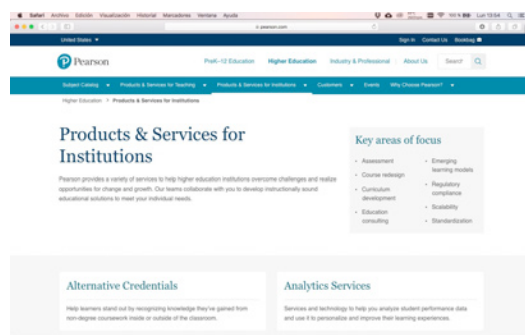 Safari Archivo Edición Visualización Historial Marcadores Ventana Ayuda
100 % Lun 13:54
pearson.com
United States
Sign In Contact Us Bookbag
Pearson
PreK–12 Education Higher Education Industry & Professional About Us Search
Subject Catalog Products & Services for Teaching Products & Services for Institutions Customers Events Why Choose Pearson?
Higher Education Products & Services for Institutions
Products & Services for
Institutions
Pearson provides a variety of services to help higher education institutions overcome challenges and realize
opportunities for change and growth. Our teams collaborate with you to develop instructionally sound
educational solutions to meet your individual needs.
Key areas of focus
Assessment
Course redesign
Curriculum
development
Education
consulting
Emerging
learning models
Regulatory
compliance
Scalability
Standardization
Alternative Credentials
Help learners stand out by recognizing knowledge they've gained from
non-degree coursework inside or outside of the classroom.
Analytics Services
Services and technology to help you analyze student performance data
and use it to personalize and improve their learning experiences.